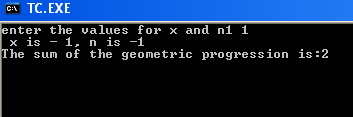 TC.EXE
enter the values for x and n1 1
x is - 1, n is -1
The sum of the geometric progression is:2